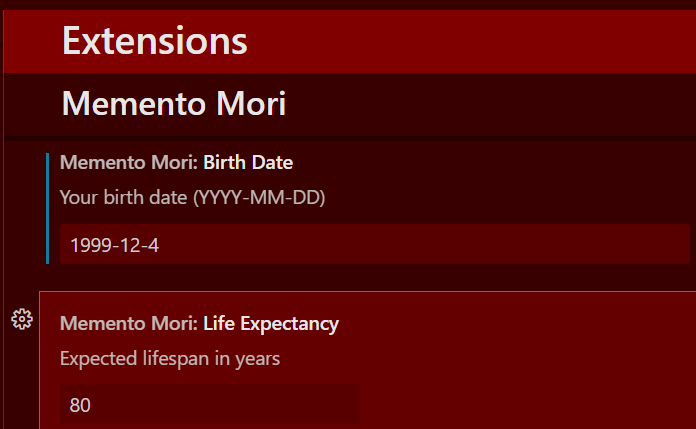 Extensions
Memento Mori
Memento Mori: Birth Date
Your birth date (YYYY-MM-DD)
1999-12-4
Memento Mori: Life Expectancy
Expected lifespan in years
80